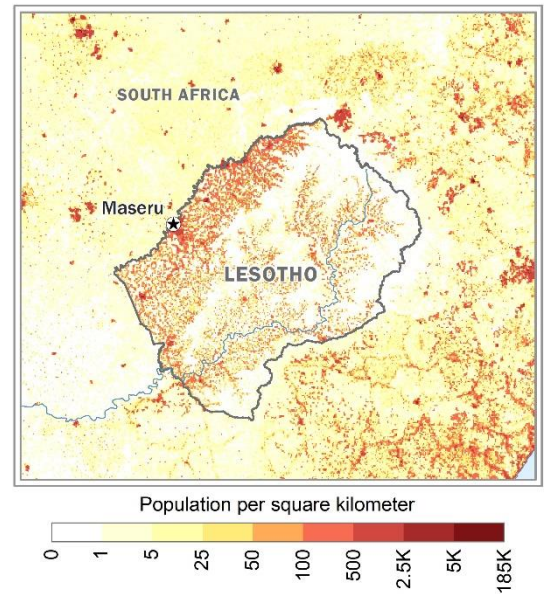 SOUTH AFRICA
Maseru
LESOTHO
Population per square kilometer
0 1 5 25 50 100 500 2.5K 5K 185K